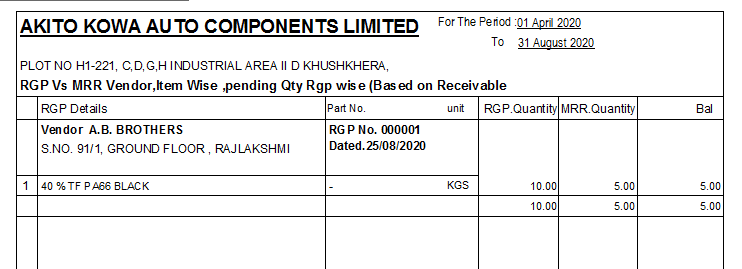 AKITO KOWA AUTO COMPONENTS LIMITED For The Period :01 April 2020
To 31 August 2020
PLOT NO H1-221, C,D,G,H INDUSTRIAL AREA II D KHUSHKHERA,
RGP Vs MRR Vendor,Item Wise ,pending Qty Rgp wise (Based on Receivable
RGP Details Part No. unit RGP.Quantity MRR.Quantity Bal
Vendor A.B. BROTHERS RGP No. 000001
S.NO. 91/1, GROUND FLOOR , RAJLAKSHMI Dated.25/08/2020
1 40 % TF PA66 BLACK - KGS 10.00 5.00 5.00
10.00 5.00 5.00